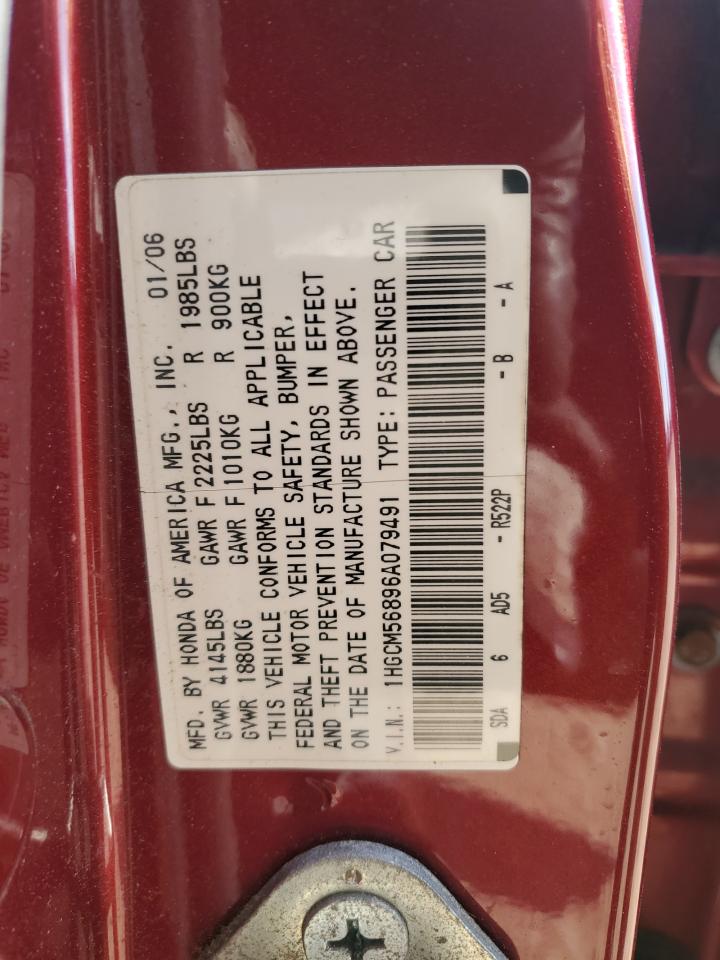 MFD. BY HONDA OF AMERICA MFG., INC. 01/06
GVWR 4145LBS GAWR F 2225LBS R 1985LBS
GVWR 1880KG GAWR F 1010KG R 900KG
THIS VEHICLE CONFORMS TO ALL APPLICABLE
FEDERAL MOTOR VEHICLE SAFETY, BUMPER,
AND THEFT PREVENTION STANDARDS IN EFFECT
ON THE DATE OF MANUFACTURE SHOWN ABOVE.
V.I.N.: 1HGCM56896A079491 TYPE: PASSENGER CAR
SDA 6 AD5 - R522P - B - A